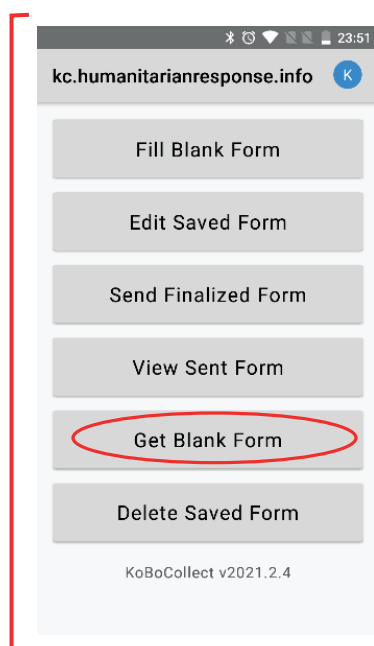 23:51
kc.humanitarianresponse.info K
Fill Blank Form
Edit Saved Form
Send Finalized Form
View Sent Form
Get Blank Form
Delete Saved Form
KoBoCollect v2021.2.4